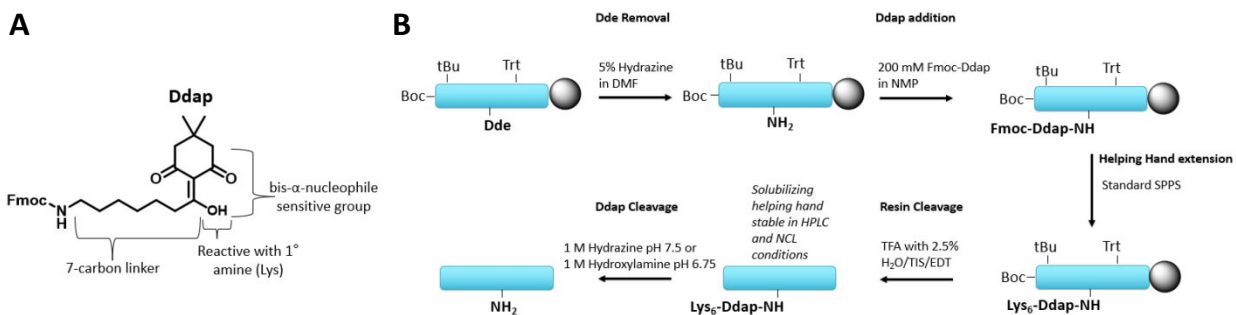 A
Ddap
O
O
OH
Fmoc
N
H
bis-α-nucleophile
sensitive group
Reactive with 1°
amine (Lys)
7-carbon linker
B
Dde Removal
Ddap addition
tBu
Trt
Boc
Dde
5% Hydrazine
in DMF
tBu
Trt
Boc
NH2
200 mM Fmoc-Ddap
in NMP
tBu
Trt
Boc
Fmoc-Ddap-NH
Helping Hand extension
Standard SPPS
tBu
Trt
Boc
Lys6-Ddap-NH
Resin Cleavage
TFA with 2.5%
H2O/TIS/EDT
Solubilizing
helping hand
stable in HPLC
and NCL
conditions
Lys6-Ddap-NH
Ddap Cleavage
1 M Hydrazine pH 7.5 or
1 M Hydroxylamine pH 6.75
NH2